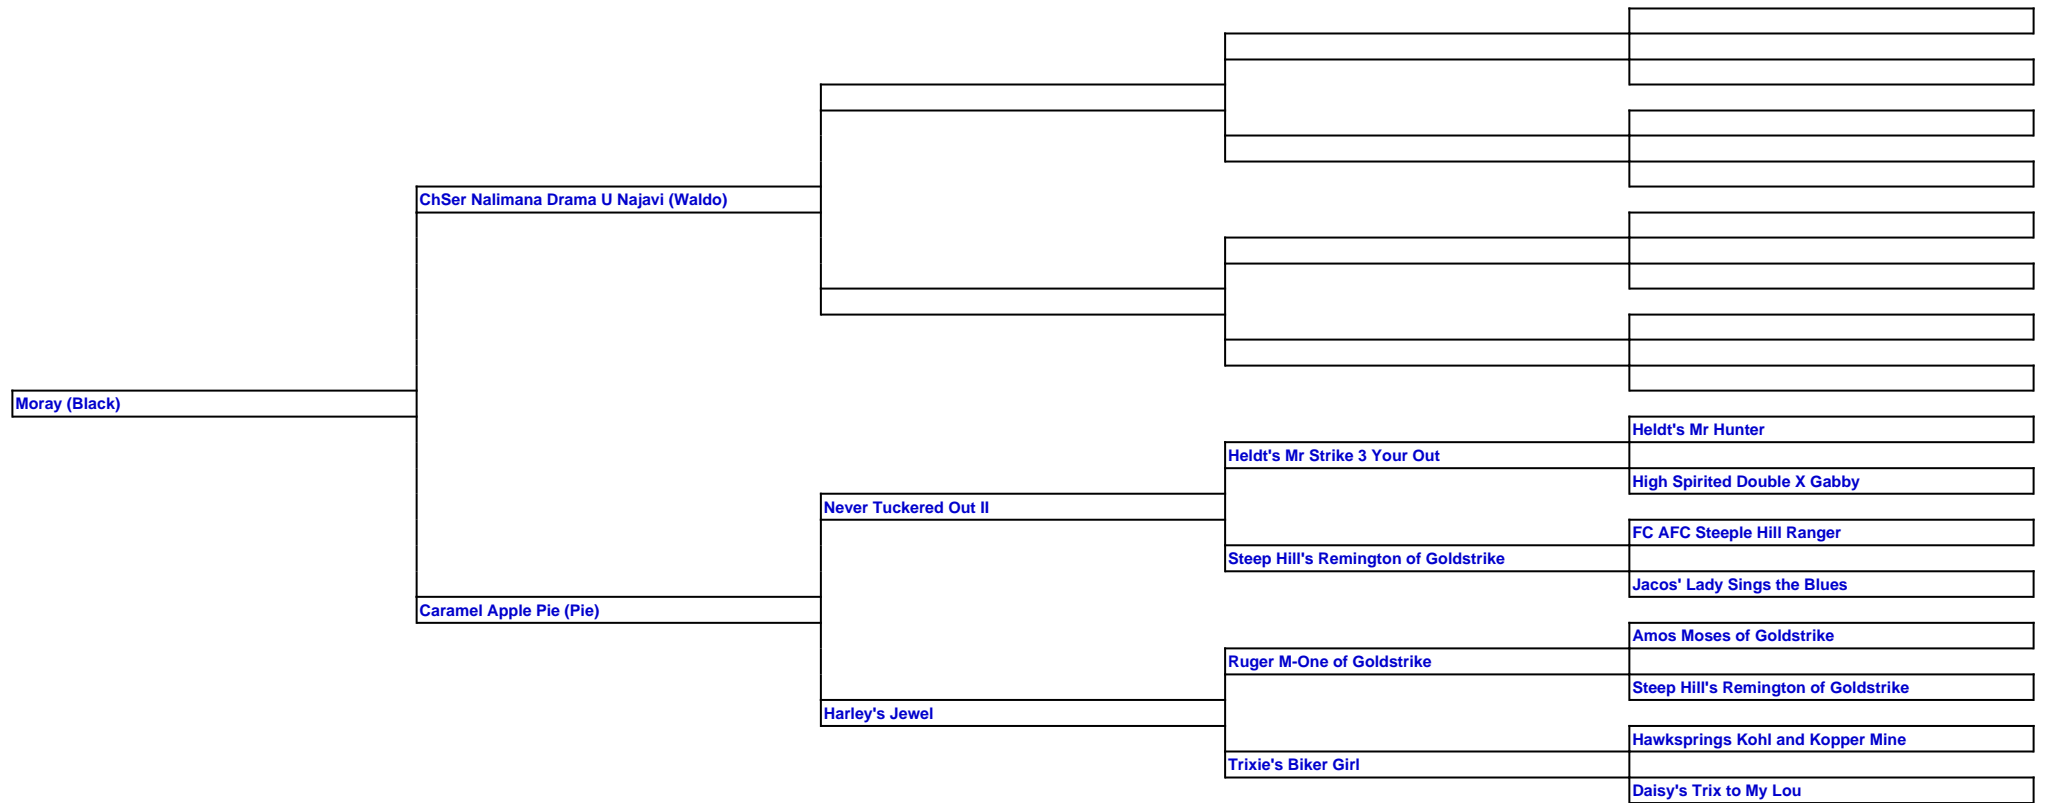 ChSer Nalimana Drama U Najavi (Waldo)
Moray (Black)
Heldt's Mr Hunter
Heldt's Mr Strike 3 Your Out
High Spirited Double X Gabby
Never Tuckered Out II
FC AFC Steeple Hill Ranger
Steep Hill's Remington of Goldstrike
Jacos' Lady Sings the Blues
Caramel Apple Pie (Pie)
Amos Moses of Goldstrike
Ruger M-One of Goldstrike
Steep Hill's Remington of Goldstrike
Harley's Jewel
Hawksprings Kohl and Kopper Mine
Trixie's Biker Girl
Daisy's Trix to My Lou